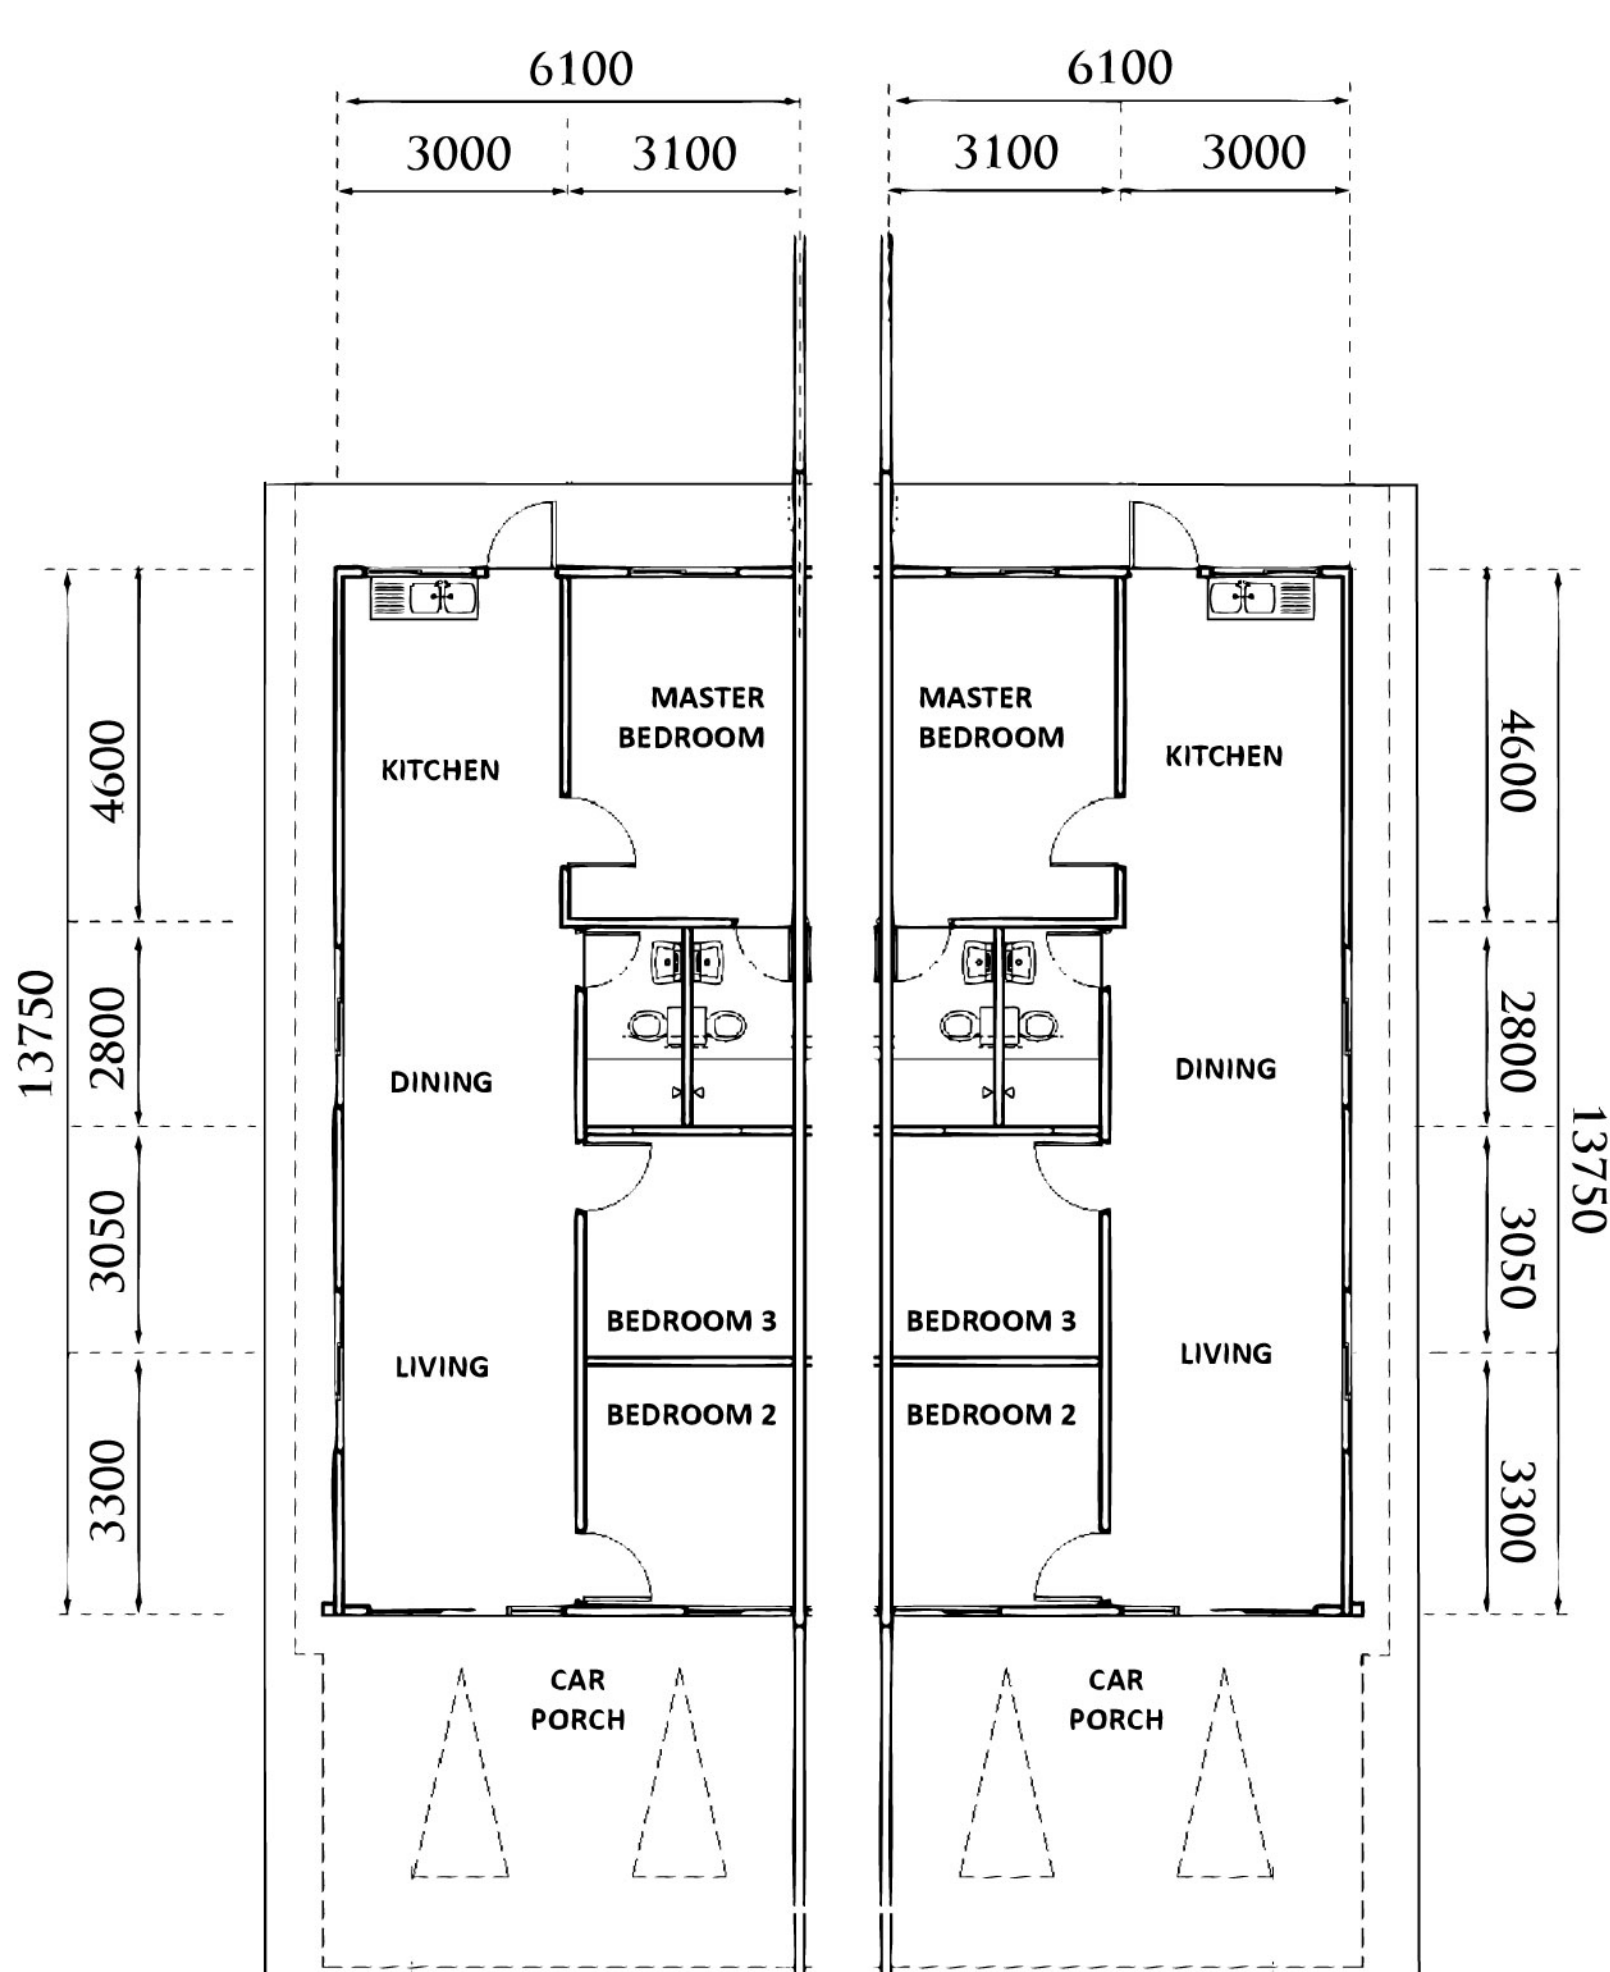 6100
6100
3000
3100
3100
3000
MASTER
BEDROOM
MASTER
BEDROOM
KITCHEN
KITCHEN
4600
4600
13750
2800
2800
DINING
DINING
13750
3050
3050
BEDROOM 3
BEDROOM 3
LIVING
LIVING
BEDROOM 2
BEDROOM 2
3300
3300
CAR
PORCH
CAR
PORCH